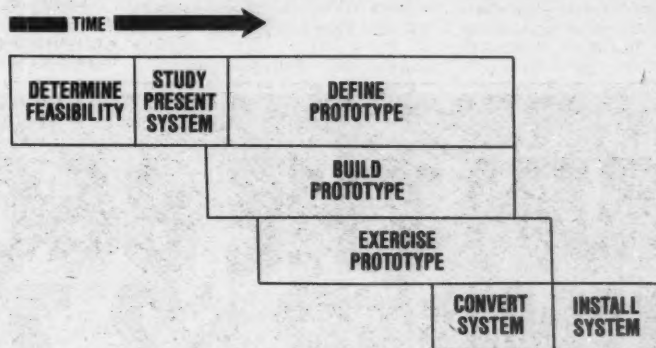 TIME
DETERMINE
FEASIBILITY
STUDY
PRESENT
SYSTEM
DEFINE
PROTOTYPE
BUILD
PROTOTYPE
EXERCISE
PROTOTYPE
CONVERT
SYSTEM
INSTALL
SYSTEM